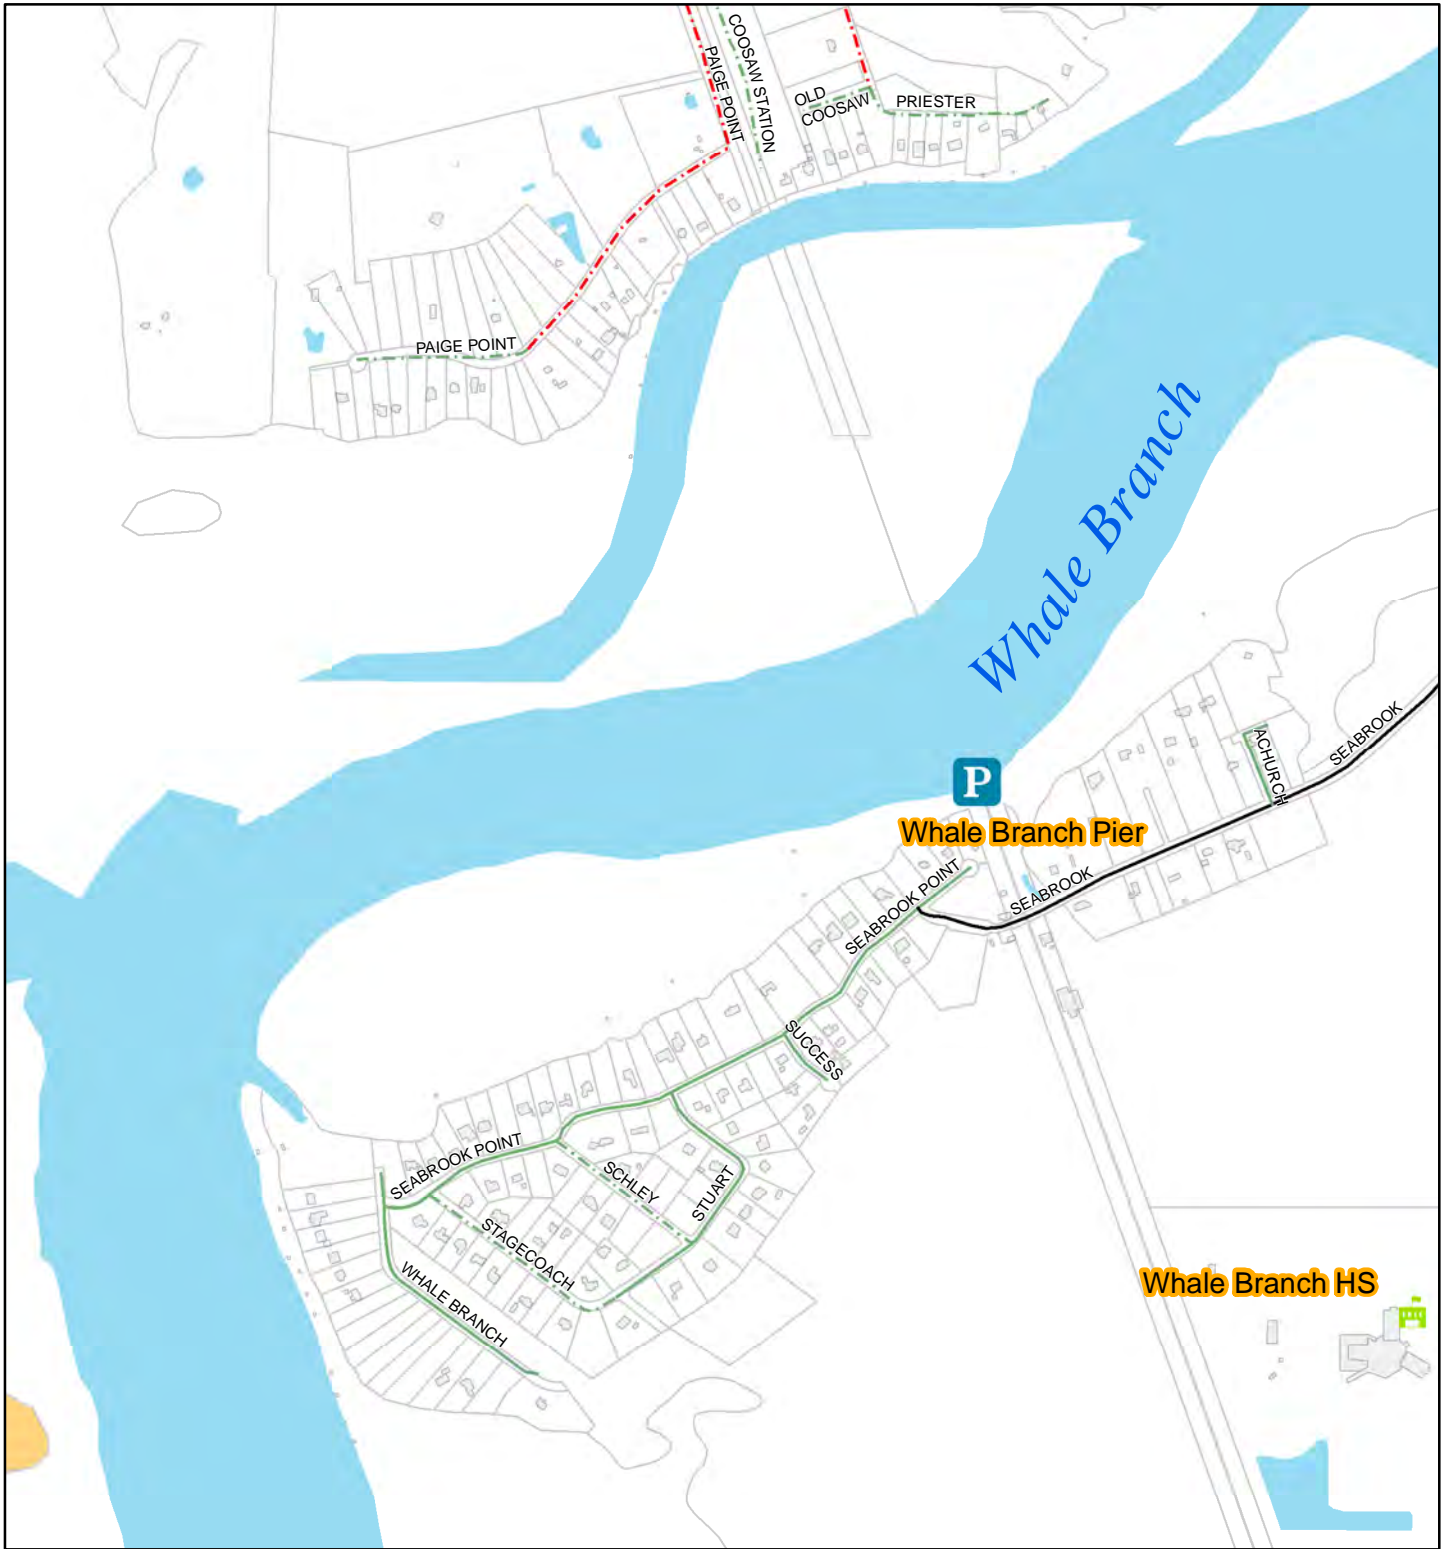 COOSAW STATION
PAIGE POINT
OLD
COOSAW
PRIESTER
PAIGE POINT
Whale Branch
ACHURCH
SEABROOK
P
Whale Branch Pier
SEABROOK POINT
SEABROOK
SUCCESS
SEABROOK POINT
SCHLEY
STUART
STAGECOACH
WHALE BRANCH
Whale Branch HS